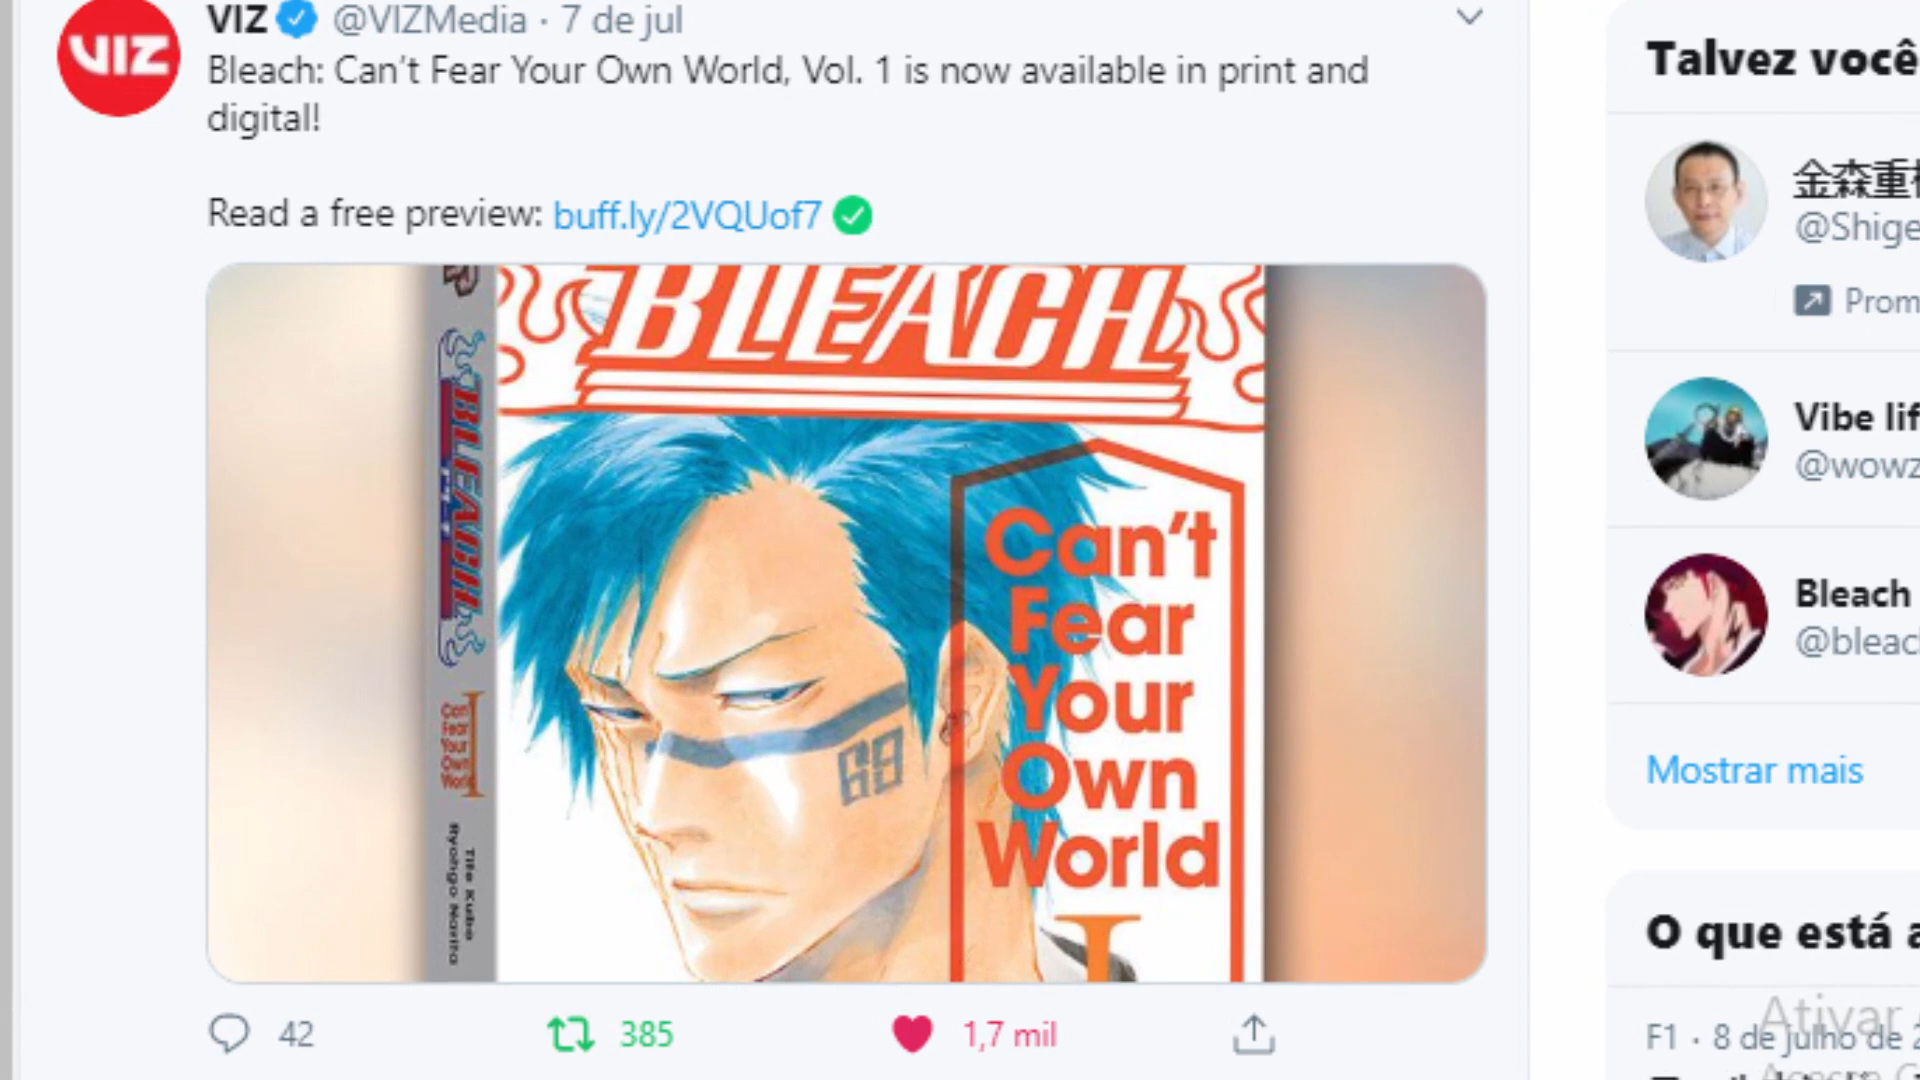 VIZ @VIZMedia · 7 de jul
VIZ
Bleach: Can't Fear Your Own World, Vol. 1 is now available in print and
digital!
Read a free preview: buff.ly/2VQUof7
BLEACH
Can't
Fear
Your
Own
World
I
69
BLEACH
Can't
Fear
Your
Own
World
I
Tite Kubo
Ryohgo Narita
42
385
1,7 mil
Talvez você
金森重
@Shige
Prom
Vibe lif
@wowz
Bleach
@bleac
Mostrar mais
O que está a
F1 · 8 de julho de 2
Ativar